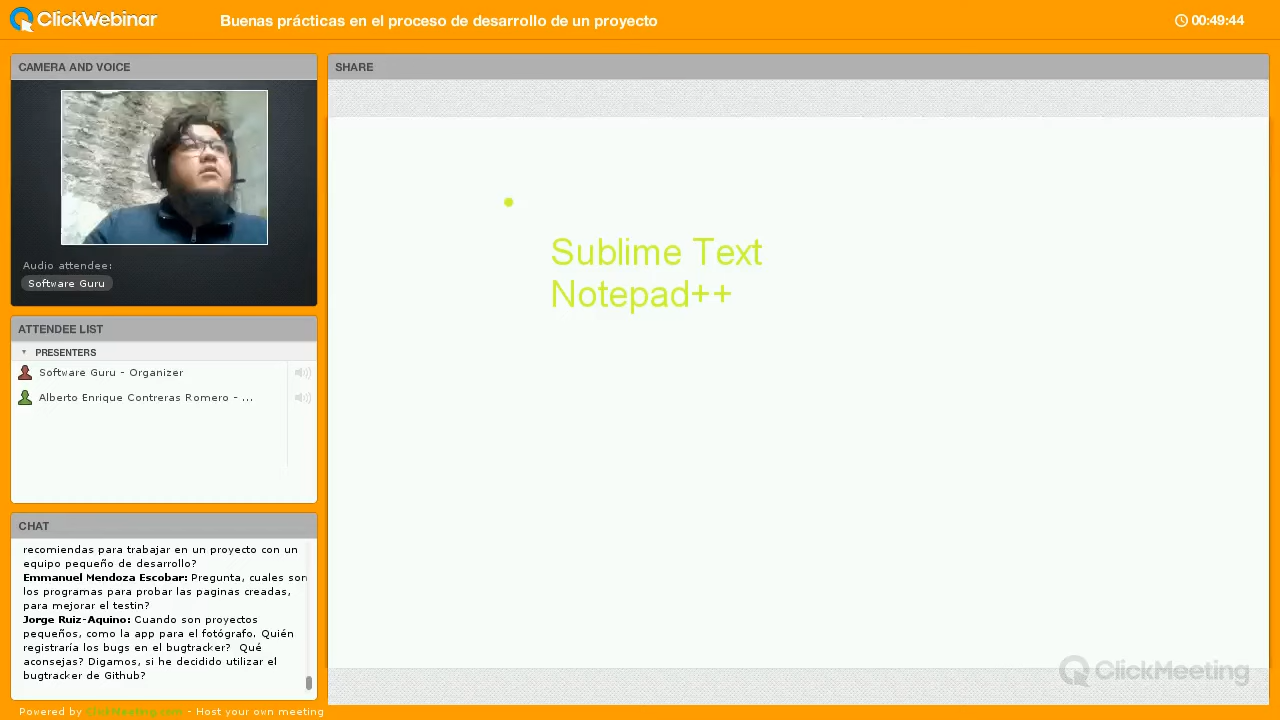 ClickWebinar
Buenas prácticas en el proceso de desarrollo de un proyecto
00:49:44
CAMERA AND VOICE
Audio attendee:
Software Guru
ATTENDEE LIST
PRESENTERS
Software Guru - Organizer
Alberto Enrique Contreras Romero - ...
CHAT
recomiendas para trabajar en un proyecto con un
equipo pequeño de desarrollo?
Emmanuel Mendoza Escobar: Pregunta, cuales son
los programas para probar las paginas creadas,
para mejorar el testin?
Jorge Ruiz-Aquino: Cuando son proyectos
pequeños, como la app para el fotógrafo. Quién
registraría los bugs en el bugtracker?  Qué
aconsejas? Digamos, si he decidido utilizar el
bugtracker de Github?
SHARE
Sublime Text
Notepad++
ClickMeeting
Powered by ClickMeeting.com - Host your own meeting